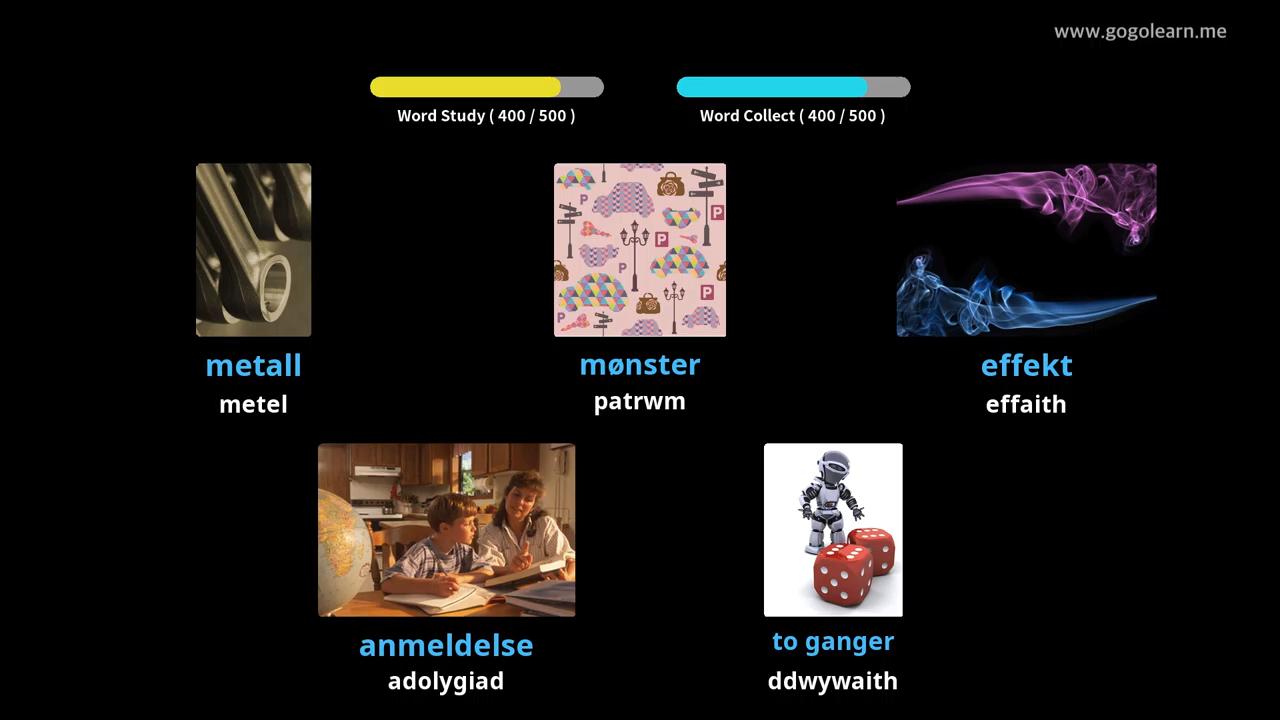 www.gogolearn.me
Word Study ( 400 / 500 )
Word Collect ( 400 / 500 )
P
P
P
P
P
P
metall
metel
mønster
patrwm
effekt
effaith
anmeldelse
adolygiad
to ganger
ddwywaith